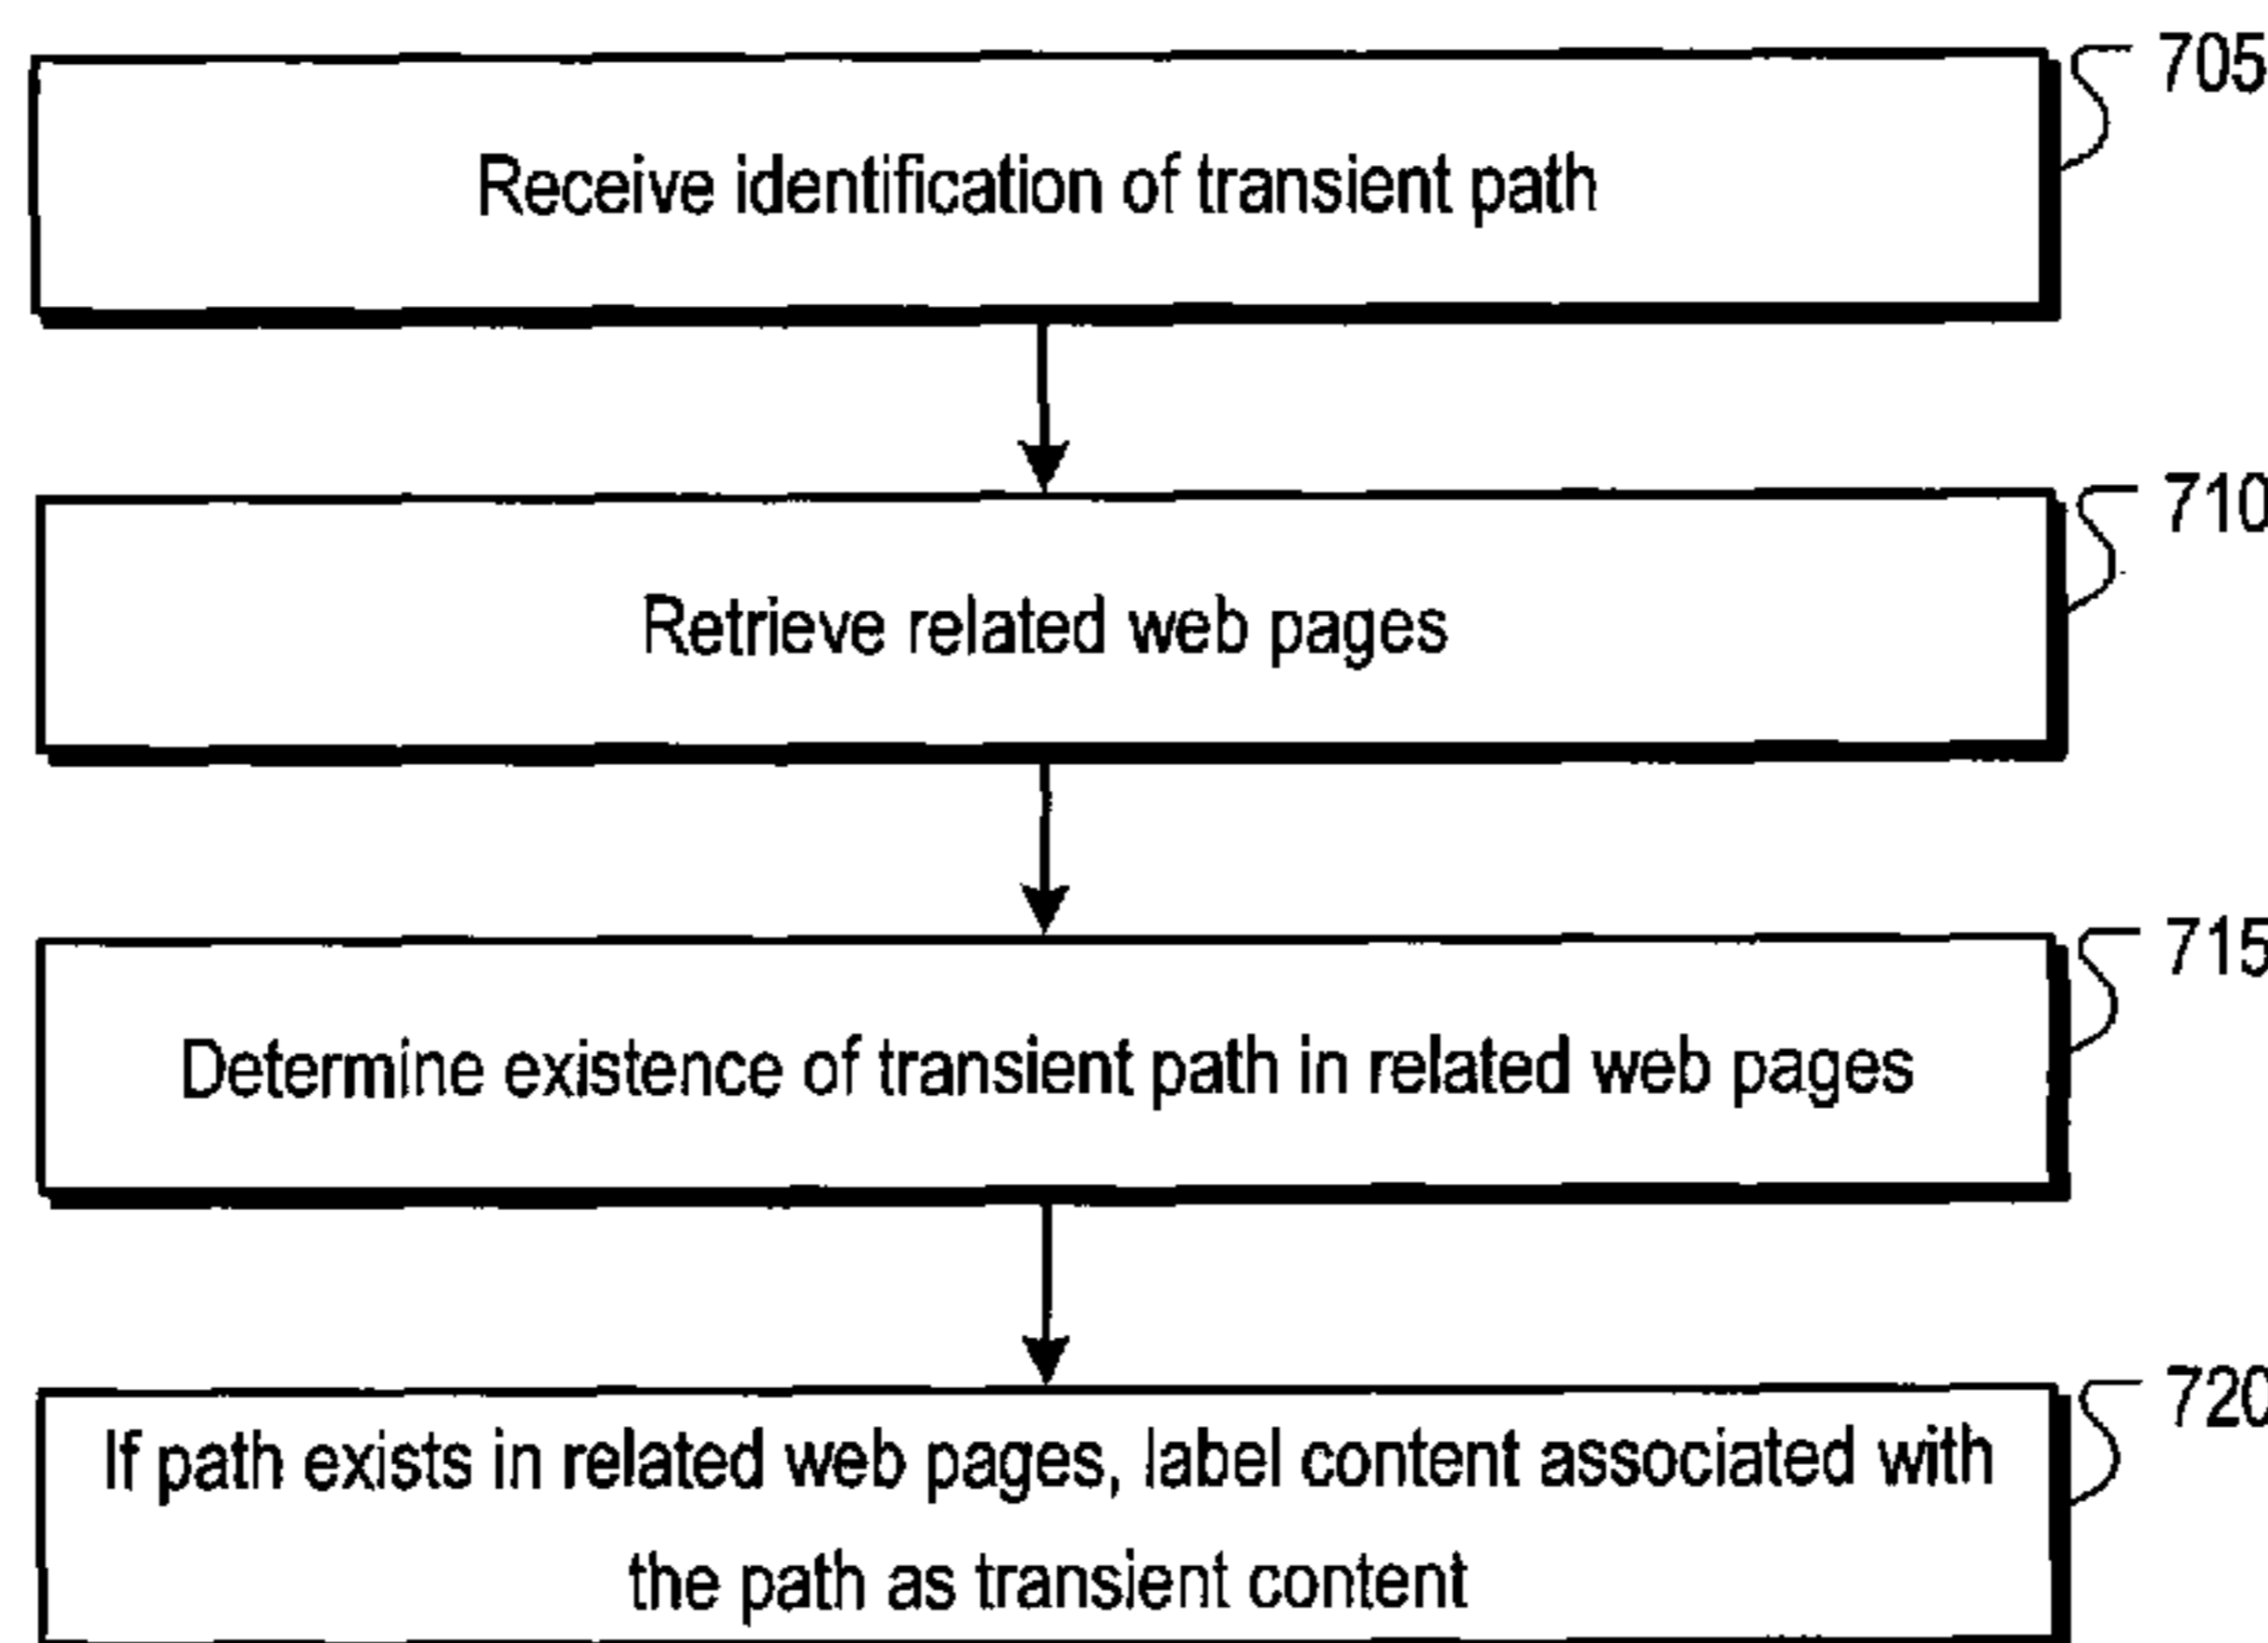 705
Receive identification of transient path
710
Retrieve related web pages
715
Determine existence of transient path in related web pages
720
If path exists in related web pages, label content associated with
the path as transient content